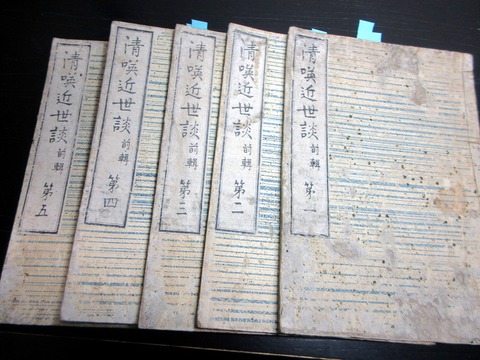 清嘆近世談 前輯 第一
清嘆近世談 前輯 第二
清嘆近世談 前輯 第三
清嘆近世談 前輯 第四
清嘆近世談 前輯 第五